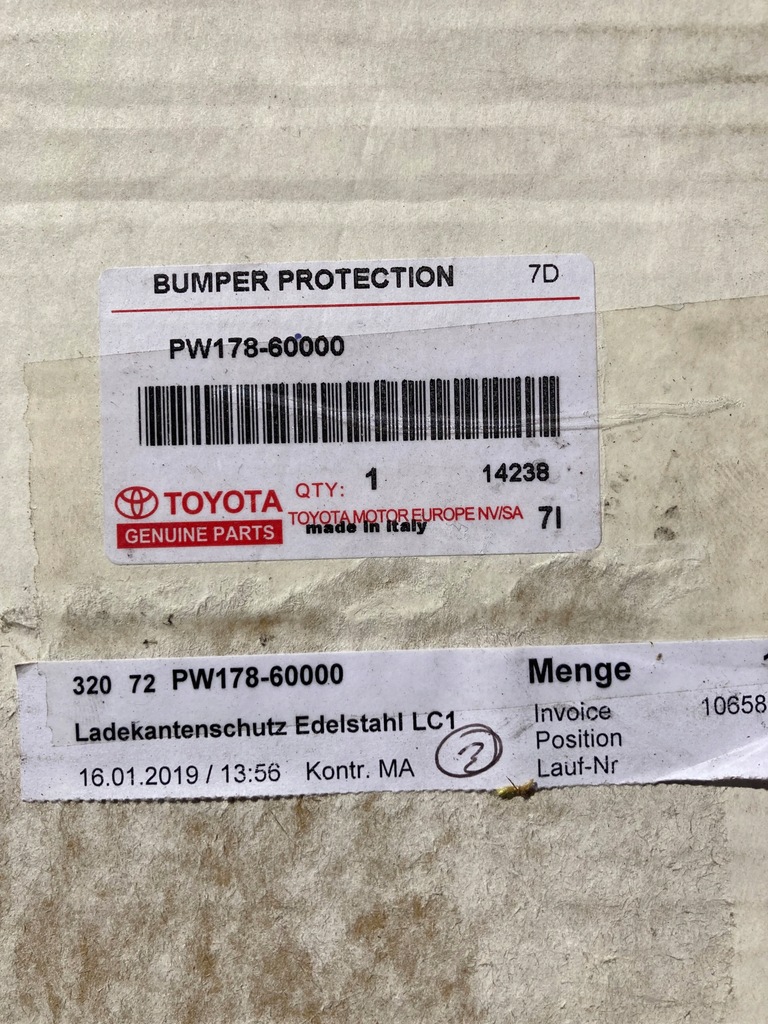 BUMPER PROTECTION 7D
PW178-60000
QTY: 1 14238
TOYOTA
TOYOTA MOTOR EUROPE NV/SA 7I
made in italy
GENUINE PARTS
320 72 PW178-60000 Menge
Ladekantenschutz Edelstahl LC1 Invoice 10658
Position
16.01.2019 / 13:56 Kontr. MA Lauf-Nr